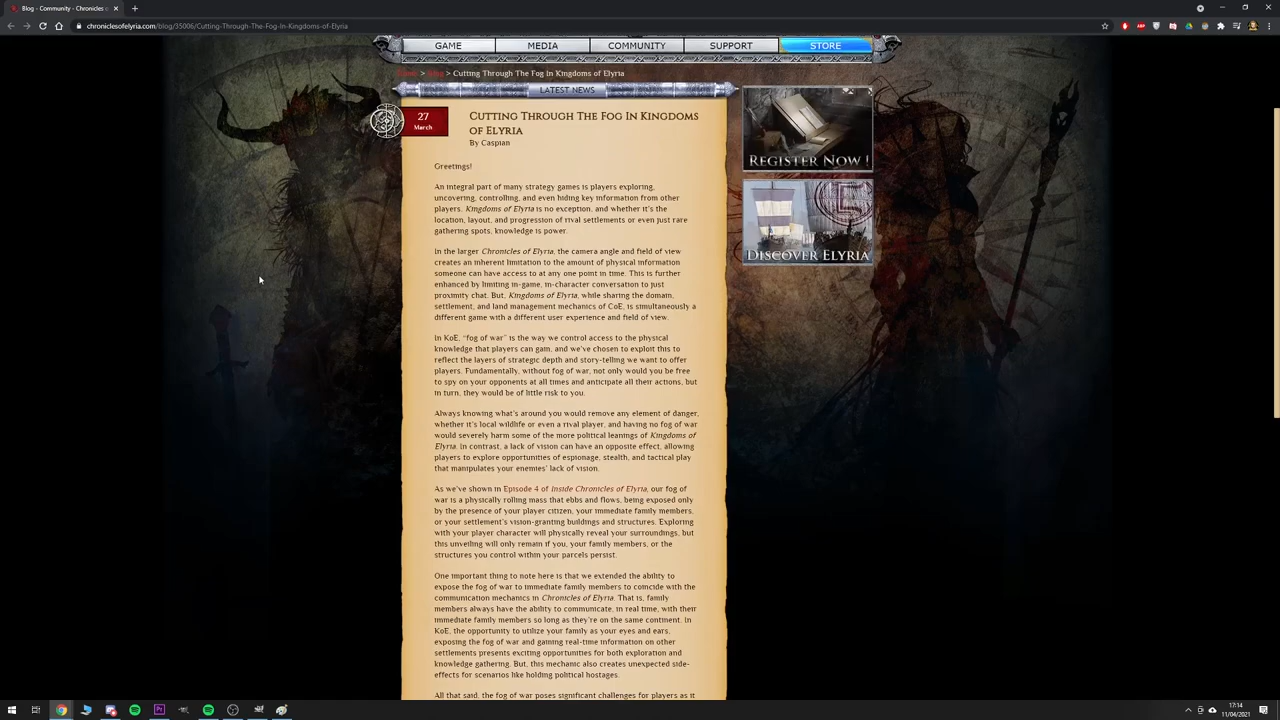 Blog - Community - Chronicles o
chroniclesofelyria.com/blog/35006/Cutting-Through-The-Fog-In-Kingdoms-of-Elyria
GAME
MEDIA
COMMUNITY
SUPPORT
STORE
> Blog > Cutting Through The Fog In Kingdoms of Elyria
LATEST NEWS
27
March
CUTTING THROUGH THE FOG IN KINGDOMS
OF ELYRIA
By Caspian
Greetings!
An integral part of many strategy games is players exploring,
uncovering, controlling, and even hiding key information from other
players. Kingdoms of Elyria is no exception, and whether it's the
location, layout, and progression of rival settlements or even just rare
gathering spots, knowledge is power.
In the larger Chronicles of Elyria, the camera angle and field of view
creates an inherent limitation to the amount of physical information
someone can have access to at any one point in time. This is further
enhanced by limiting in-game, in-character conversation to just
proximity chat. But, Kingdoms of Elyria, while sharing the domain,
settlement, and land management mechanics of CoE, is simultaneously a
different game with a different user experience and field of view.
In KoE, "fog of war" is the way we control access to the physical
knowledge that players can gain, and we've chosen to exploit this to
reflect the layers of strategic depth and story-telling we want to offer
players. Fundamentally, without fog of war, not only would you be free
to spy on your opponents at all times and anticipate all their actions, but
in turn, they would be of little risk to you.
Always knowing what's around you would remove any element of danger,
whether it's local wildlife or even a rival player, and having no fog of war
would severely harm some of the more political leanings of Kingdoms of
Elyria. In contrast, a lack of vision can have an opposite effect, allowing
players to explore opportunities of espionage, stealth, and tactical play
that manipulates your enemies' lack of vision.
As we've shown in Episode 4 of Inside Chronicles of Elyria, our fog of
war is a physically rolling mass that ebbs and flows, being exposed only
by the presence of your player citizen, your immediate family members,
or your settlement's vision-granting buildings and structures. Exploring
with your player character will physically reveal your surroundings, but
this unveiling will only remain if you, your family members, or the
structures you control within your parcels persist.
One important thing to note here is that we extended the ability to
expose the fog of war to immediate family members to coincide with the
communication mechanics in Chronicles of Elyria. That is, family
members always have the ability to communicate, in real time, with their
immediate family members so long as they're on the same continent. In
KoE, the opportunity to utilize your family as your eyes and ears,
exposing the fog of war and gaining real-time information on other
settlements presents exciting opportunities for both exploration and
knowledge gathering. But, this mechanic also creates unexpected side-
effects for scenarios like holding political hostages.
All that said, the fog of war poses significant challenges for players as it
REGISTER NOW !
DISCOVER ELYRIA
17:14
11/04/2021